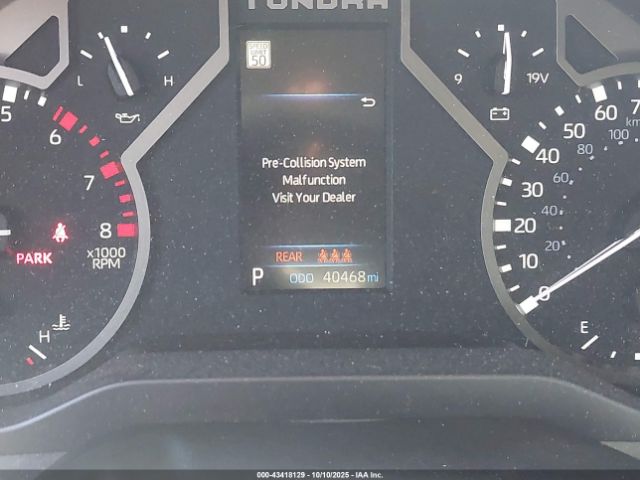 TUNDRA
SPEED LIMIT 50
L H
9 19V
5 6 7 8
x1000 RPM
PARK
H
Pre-Collision System
Malfunction
Visit Your Dealer
REAR
P ODO 40468 mi
0 10 20 30 40 50 60 7
km/
20 40 60 80 100
E
000-43418129 - 10/10/2025 - IAA Inc.